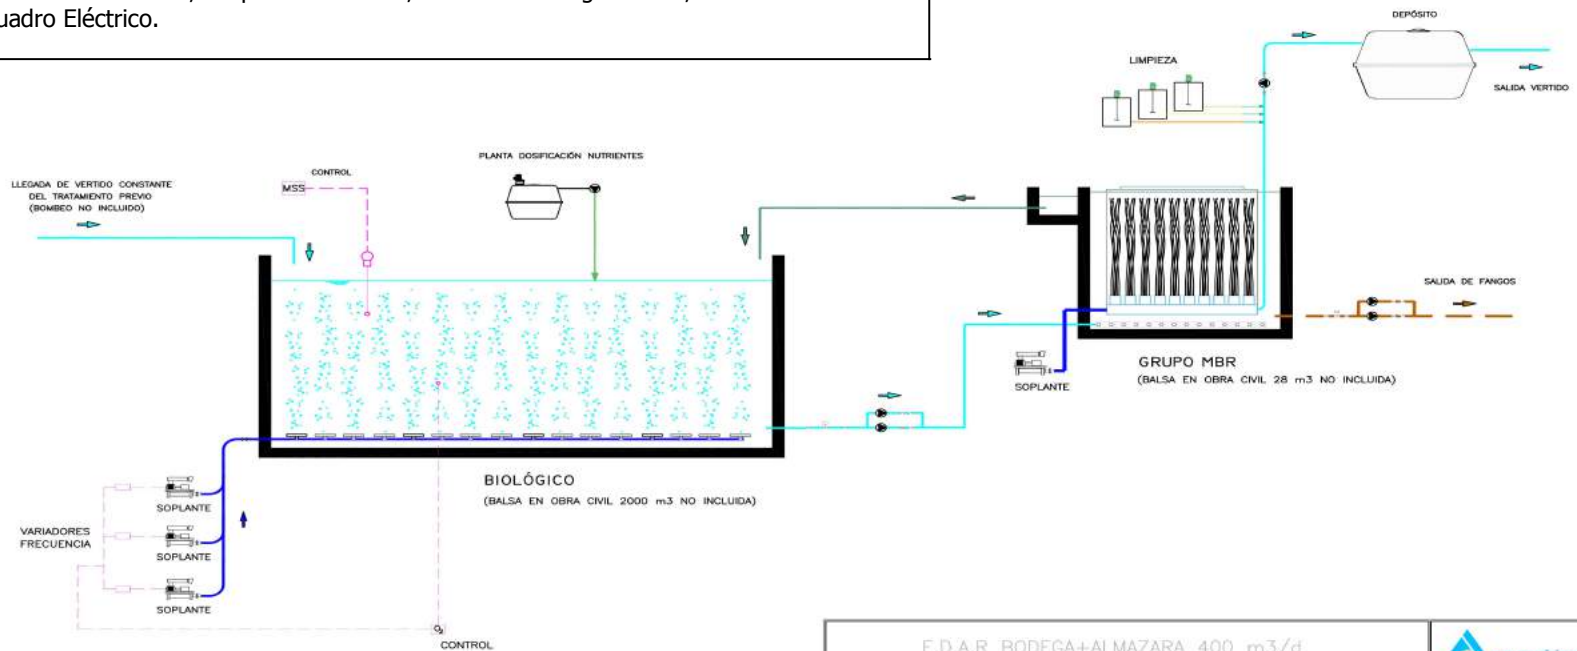 uadro Eléctrico.
DEPÓSITO
LIMPIEZA
SALIDA VERTIDO
PLANTA DOSIFICACIÓN NUTRIENTES
CONTROL
MSS
LLEGADA DE VERTIDO CONSTANTE
DEL TRATAMIENTO PREVIO
(BOMBEO NO INCLUIDO)
SALIDA DE FANGOS
GRUPO MBR
(BALSA EN OBRA CIVIL 28 m3 NO INCLUIDA)
SOPLANTE
BIOLÓGICO
(BALSA EN OBRA CIVIL 2000 m3 NO INCLUIDA)
SOPLANTE
VARIADORES
FRECUENCIA
SOPLANTE
SOPLANTE
O2
CONTROL
E.D.A.R. BODEGA+ALMAZARA 400 m3/d